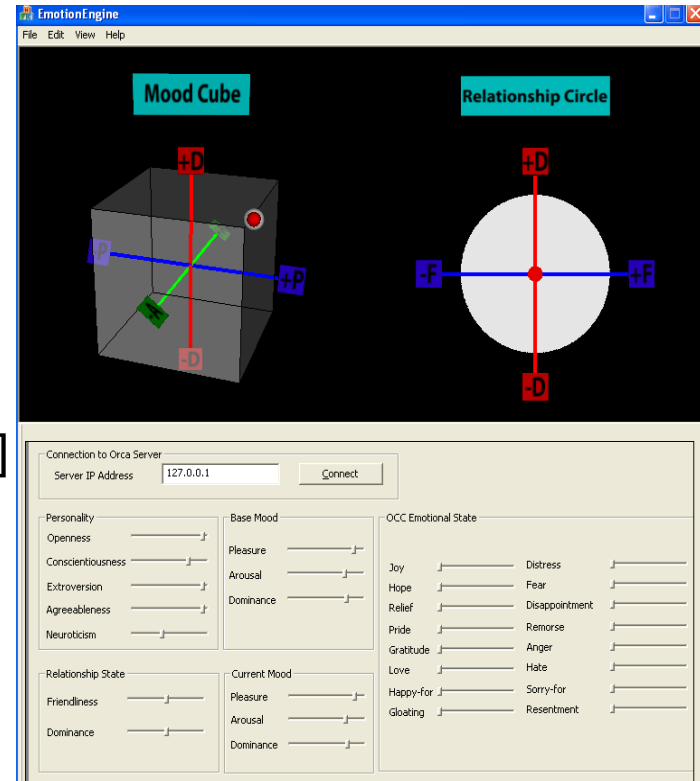 EmotionEngine
File Edit View Help
Mood Cube
Relationship Circle
+D
+D
-P
+P
A
-D
-F
+F
-D
]
Connection to Orca Server
Server IP Address 127.0.0.1 Connect
Personality
Openness
Conscientiousness
Extroversion
Agreeableness
Neuroticism
Base Mood
Pleasure
Arousal
Dominance
OCC Emotional State
Joy Distress
Hope Fear
Relief Disappointment
Pride Remorse
Gratitude Anger
Love Hate
Happy-for Sorry-for
Gloating Resentment
Relationship State
Friendliness
Dominance
Current Mood
Pleasure
Arousal
Dominance